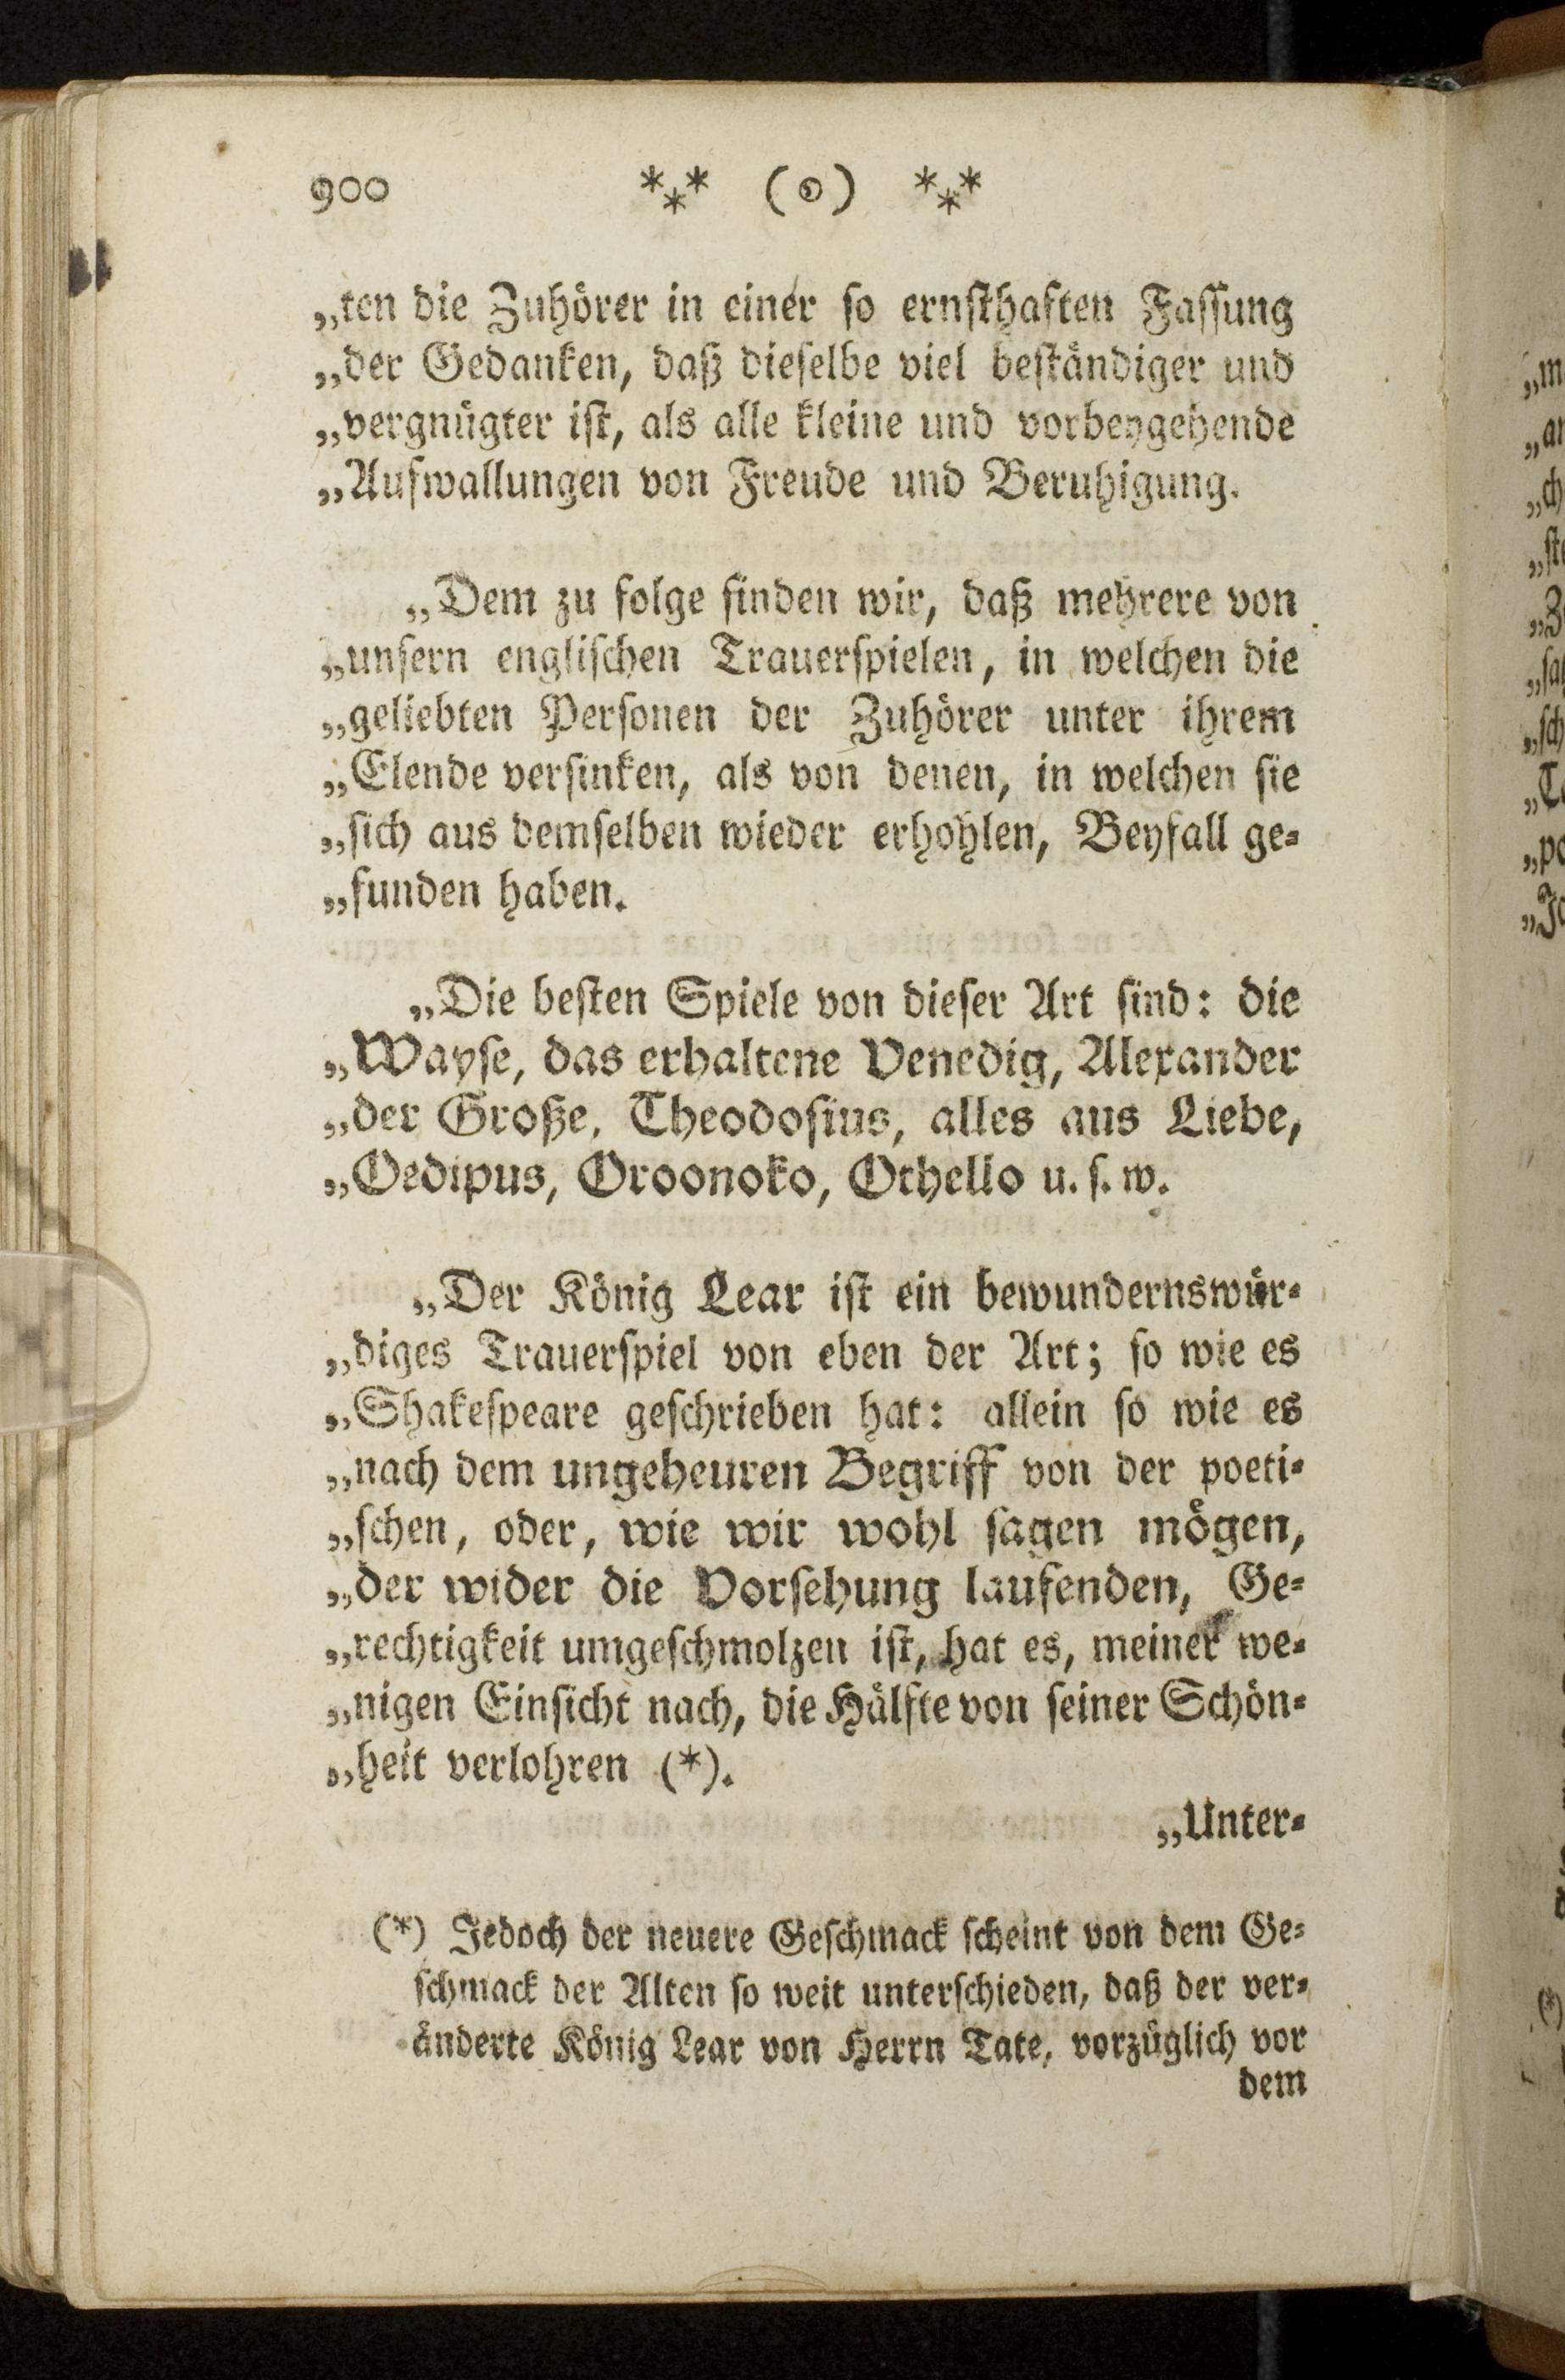 900 *⁎* (०) *⁎*
„ten die Zuhörer in einer ſo ernſthaften Faſſung
„der Gedanken, daß dieſelbe viel beſtändiger und
„vergnügter iſt, als alle kleine und vorbeygehende
„Aufwallungen von Freude und Beruhigung.
„Dem zu folge finden wir, daß mehrere von
„unſern engliſchen Trauerſpielen, in welchen die
„geliebten Perſonen der Zuhörer unter ihrem
„Elende verſinken, als von denen, in welchen ſie
„ſich aus demſelben wieder erhohlen, Beyfall ge-
„funden haben.
„Die beſten Spiele von dieſer Art ſind: die
„Wayſe, das erhaltene Venedig, Alexander
„der Große, Theodoſius, alles aus Liebe,
„Oedipus, Oroonoko, Othello u. ſ. w.
„Der König Lear iſt ein bewundernswür-
„diges Trauerſpiel von eben der Art; ſo wie es
„Shakeſpeare geſchrieben hat: allein ſo wie es
„nach dem ungeheuren Begriff von der poeti-
„ſchen, oder, wie wir wohl ſagen mögen,
„der wider die Vorſehung laufenden, Ge-
„rechtigkeit umgeſchmolzen iſt, hat es, meiner we-
„nigen Einſicht nach, die Hälfte von ſeiner Schön-
„heit verlohren (*).
„Unter-
(*) Jedoch der neuere Geſchmack ſcheint von dem Ge-
ſchmack der Alten ſo weit unterſchieden, daß der ver-
änderte König Lear von Herrn Tate, vorzüglich vor
dem